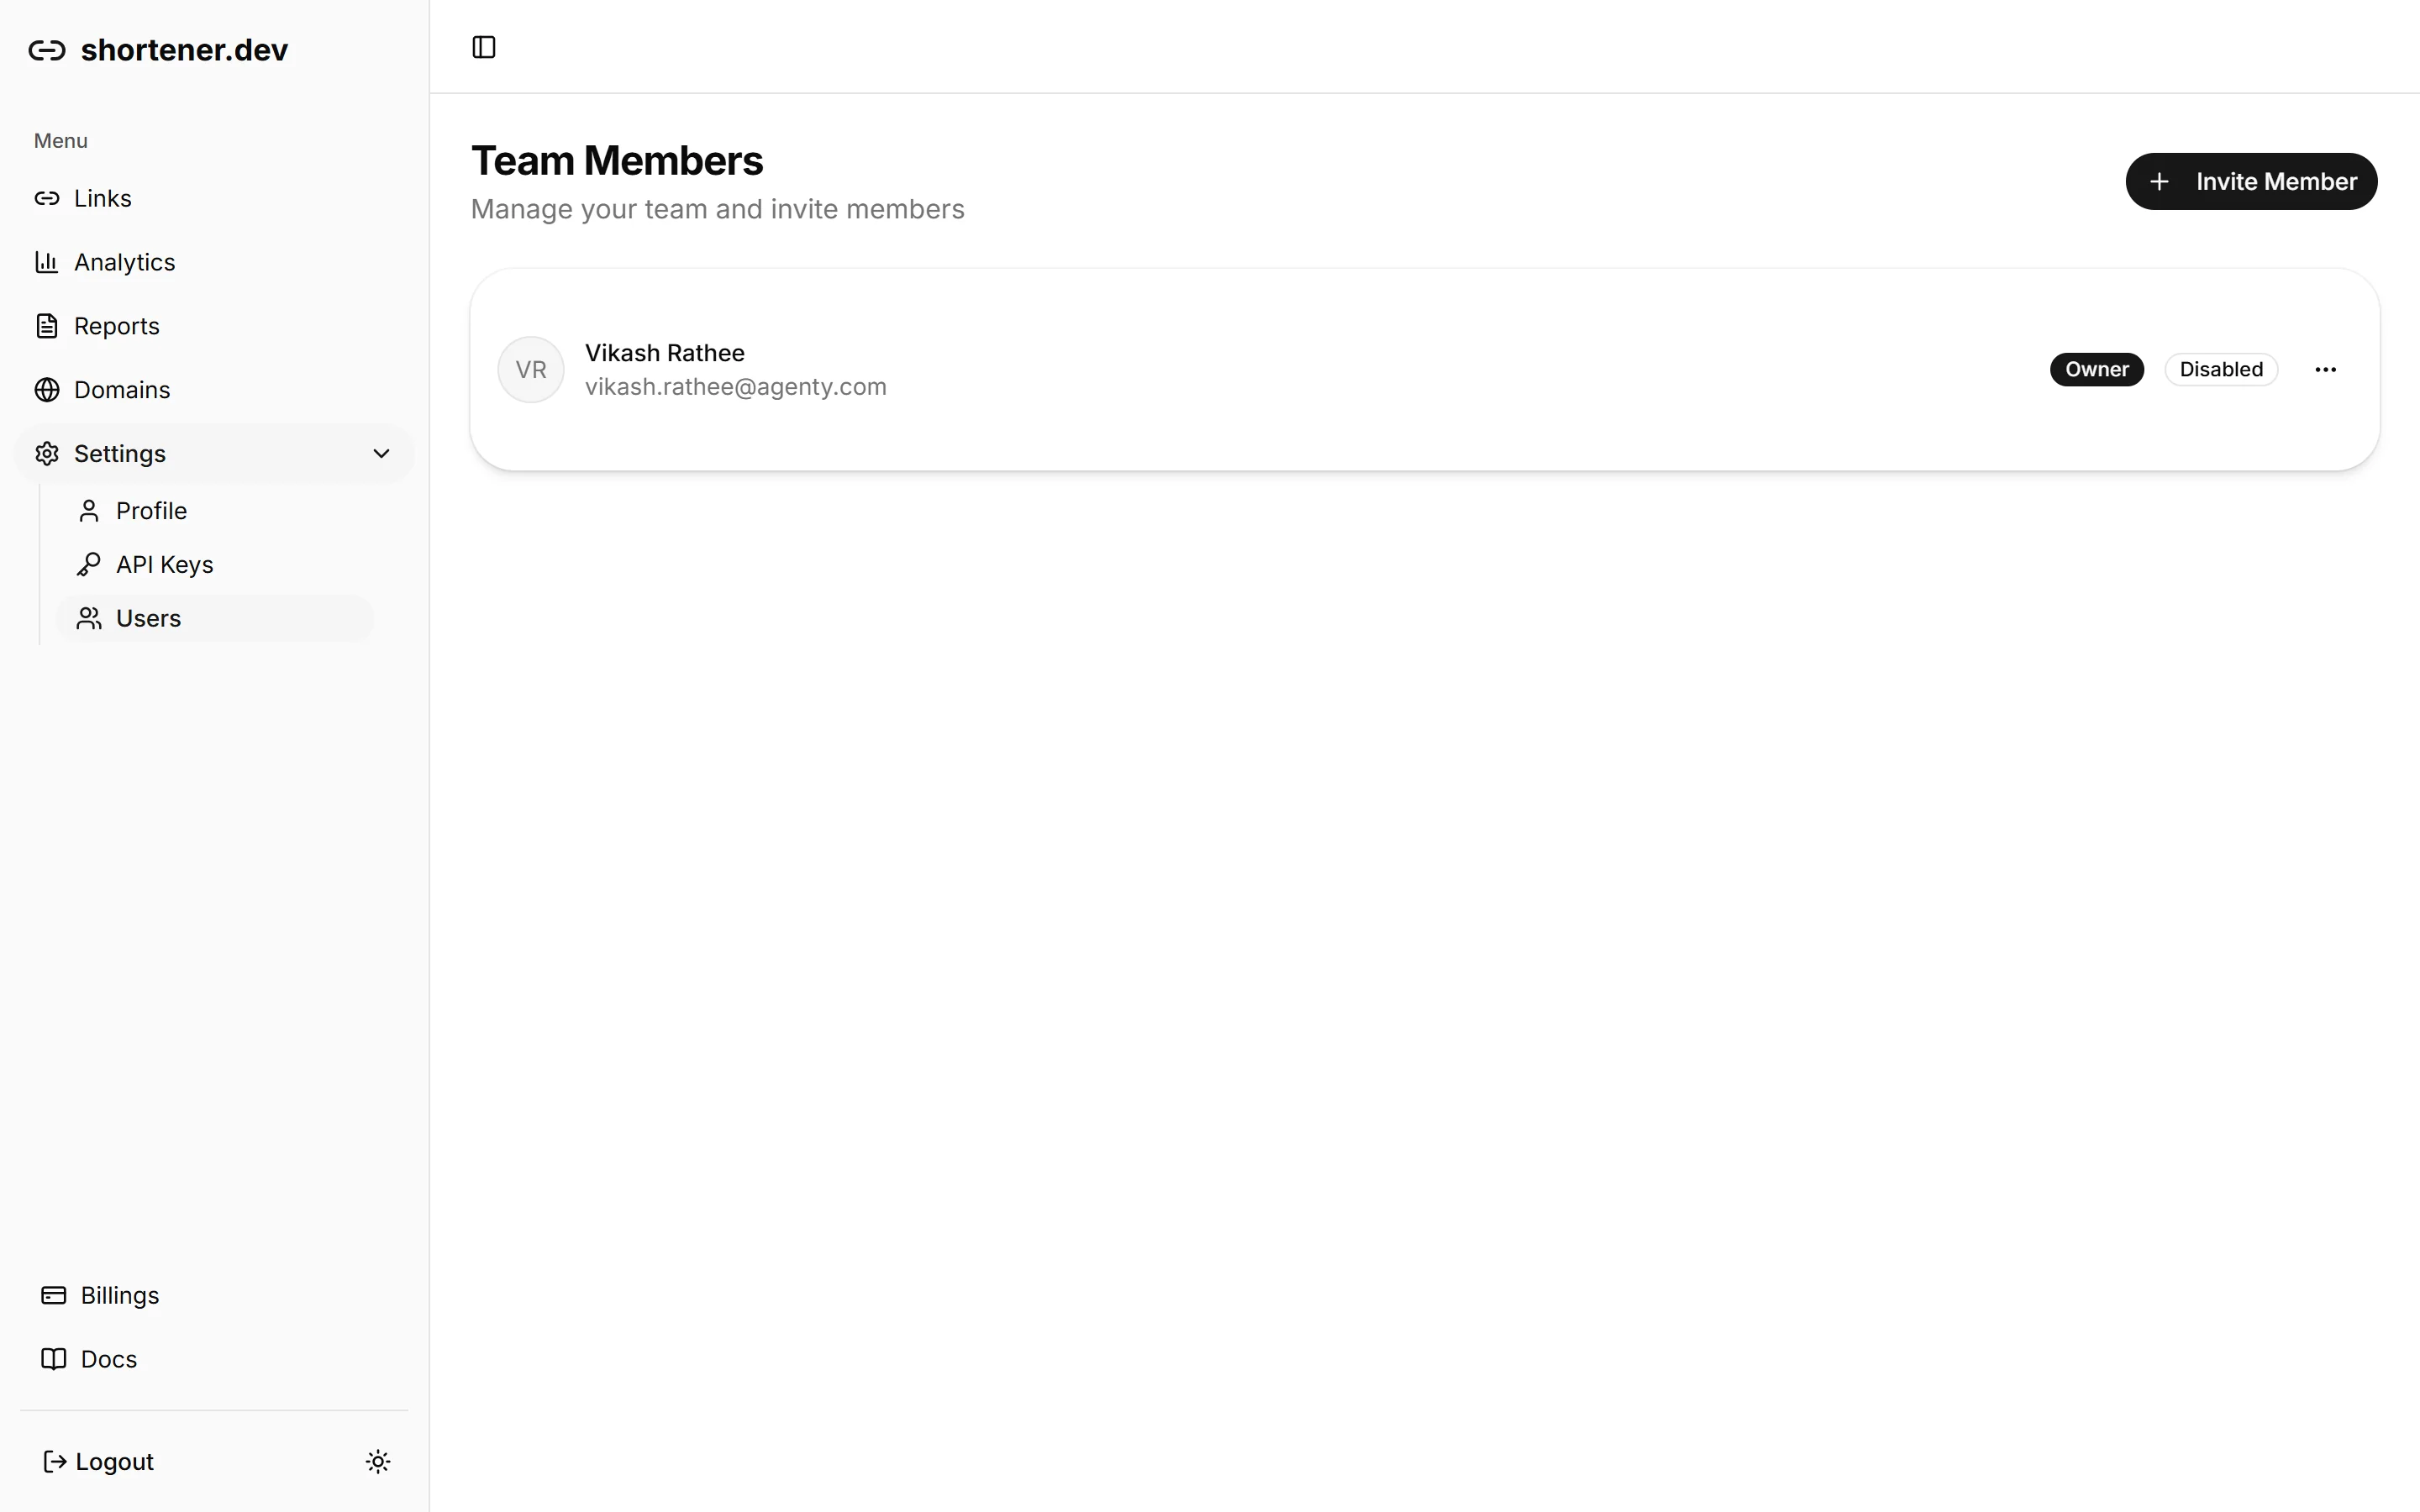 shortener.dev
Menu
Links
Analytics
Reports
Domains
Settings
Profile
API Keys
Users
Billings
Docs
Logout
Team Members
Manage your team and invite members
Invite Member
VR
Vikash Rathee
vikash.rathee@agenty.com
Owner
Disabled